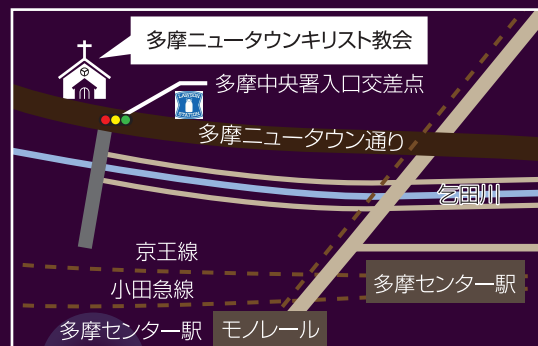 多摩ニュータウンキリスト教会
多摩中央署入口交差点
LAWSON
STATION
多摩ニュータウン通り
乞田川
京王線
小田急線
多摩センター駅
多摩センター駅
モノレール